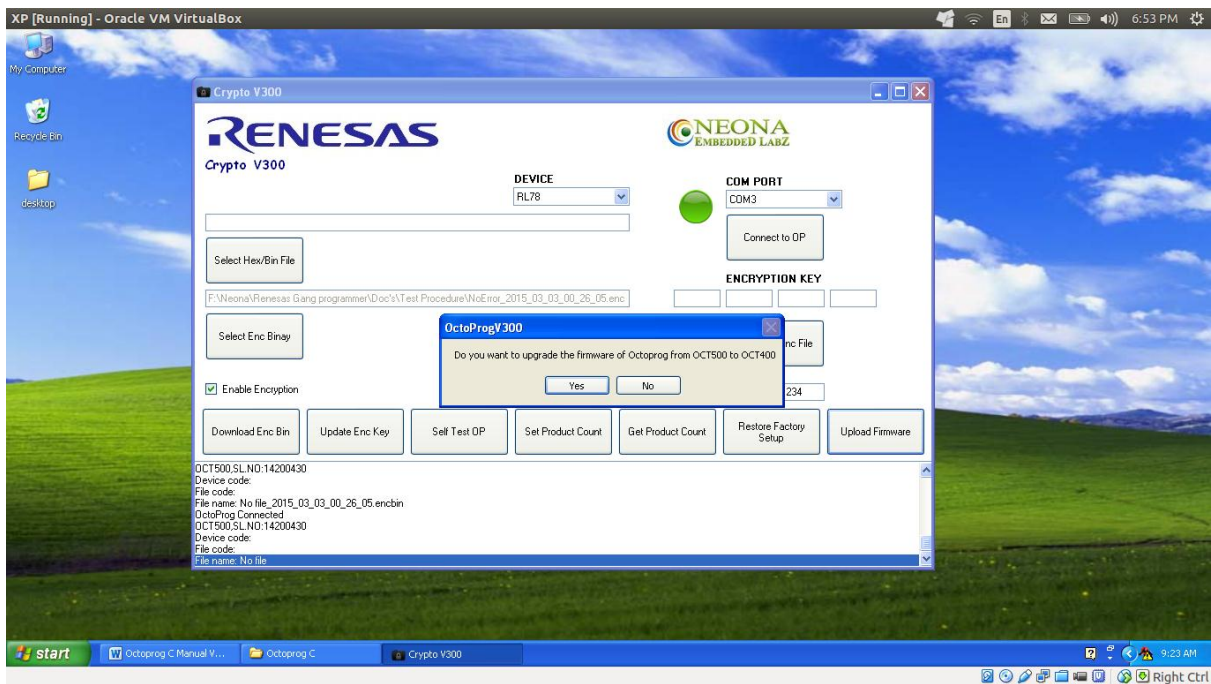 XP [Running] - Oracle VM VirtualBox
En
6:53 PM
My Computer
Recycle Bin
desktop
Crypto V300
RENESAS
NEONA
EMBEDDED LABZ
Crypto V300
DEVICE
RL78
COM PORT
COM3
Connect to OP
Select Hex/Bin File
ENCRYPTION KEY
F:\Neona\Renesas Gang programmer\Doc's\Test Procedure\NoError_2015_03_03_00_26_05.enc
Select Enc Binay
nc File
OctoProgV300
Do you want to upgrade the firmware of Octoprog from OCT500 to OCT400
Yes
No
Enable Encryption
234
Download Enc Bin
Update Enc Key
Self Test OP
Set Product Count
Get Product Count
Restore Factory
Setup
Upload Firmware
OCT500,SL.NO:14200430
Device code:
File code:
File name: No file_2015_03_03_00_26_05.encbin
OctoProg Connected
OCT500,SL.NO:14200430
Device code:
File code:
File name: No file
start
Octoprog C Manual V...
Octoprog C
Crypto V300
9:23 AM
Right Ctrl